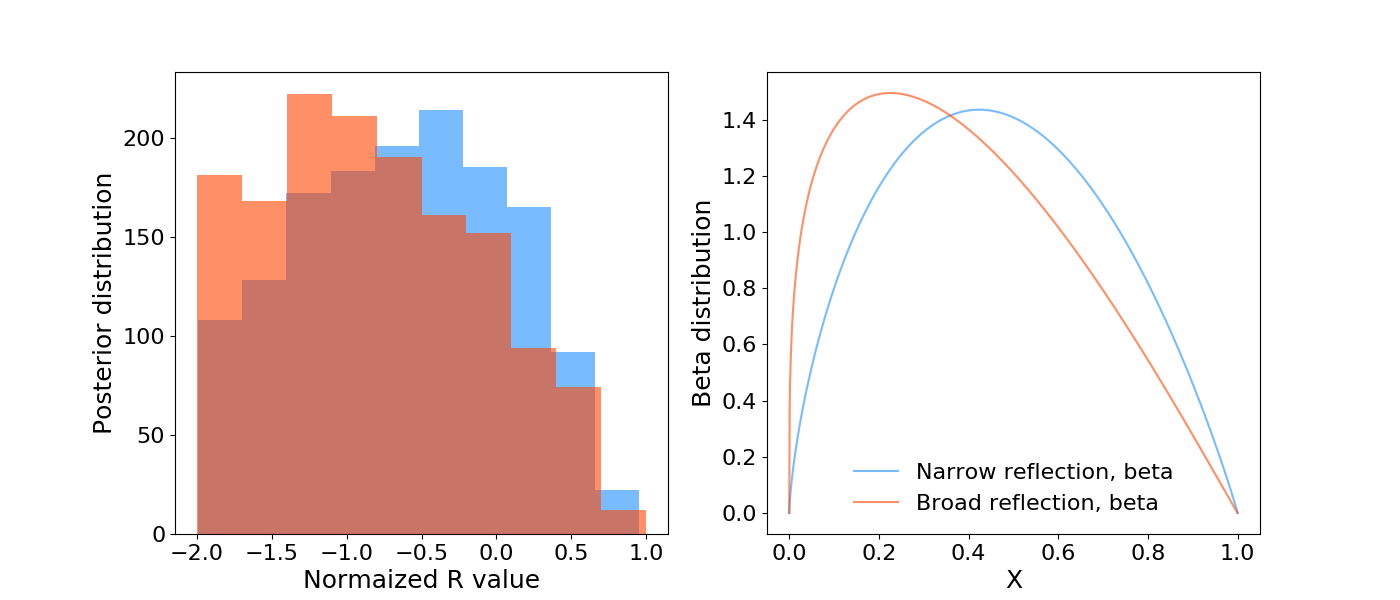 Posterior distribution
200
150
100
50
0
−2.0 −1.5 −1.0 −0.5 0.0 0.5 1.0
Normaized R value
Beta distribution
1.4
1.2
1.0
0.8
0.6
0.4
0.2
0.0
Narrow reflection, beta
Broad reflection, beta
0.0 0.2 0.4 0.6 0.8 1.0
X